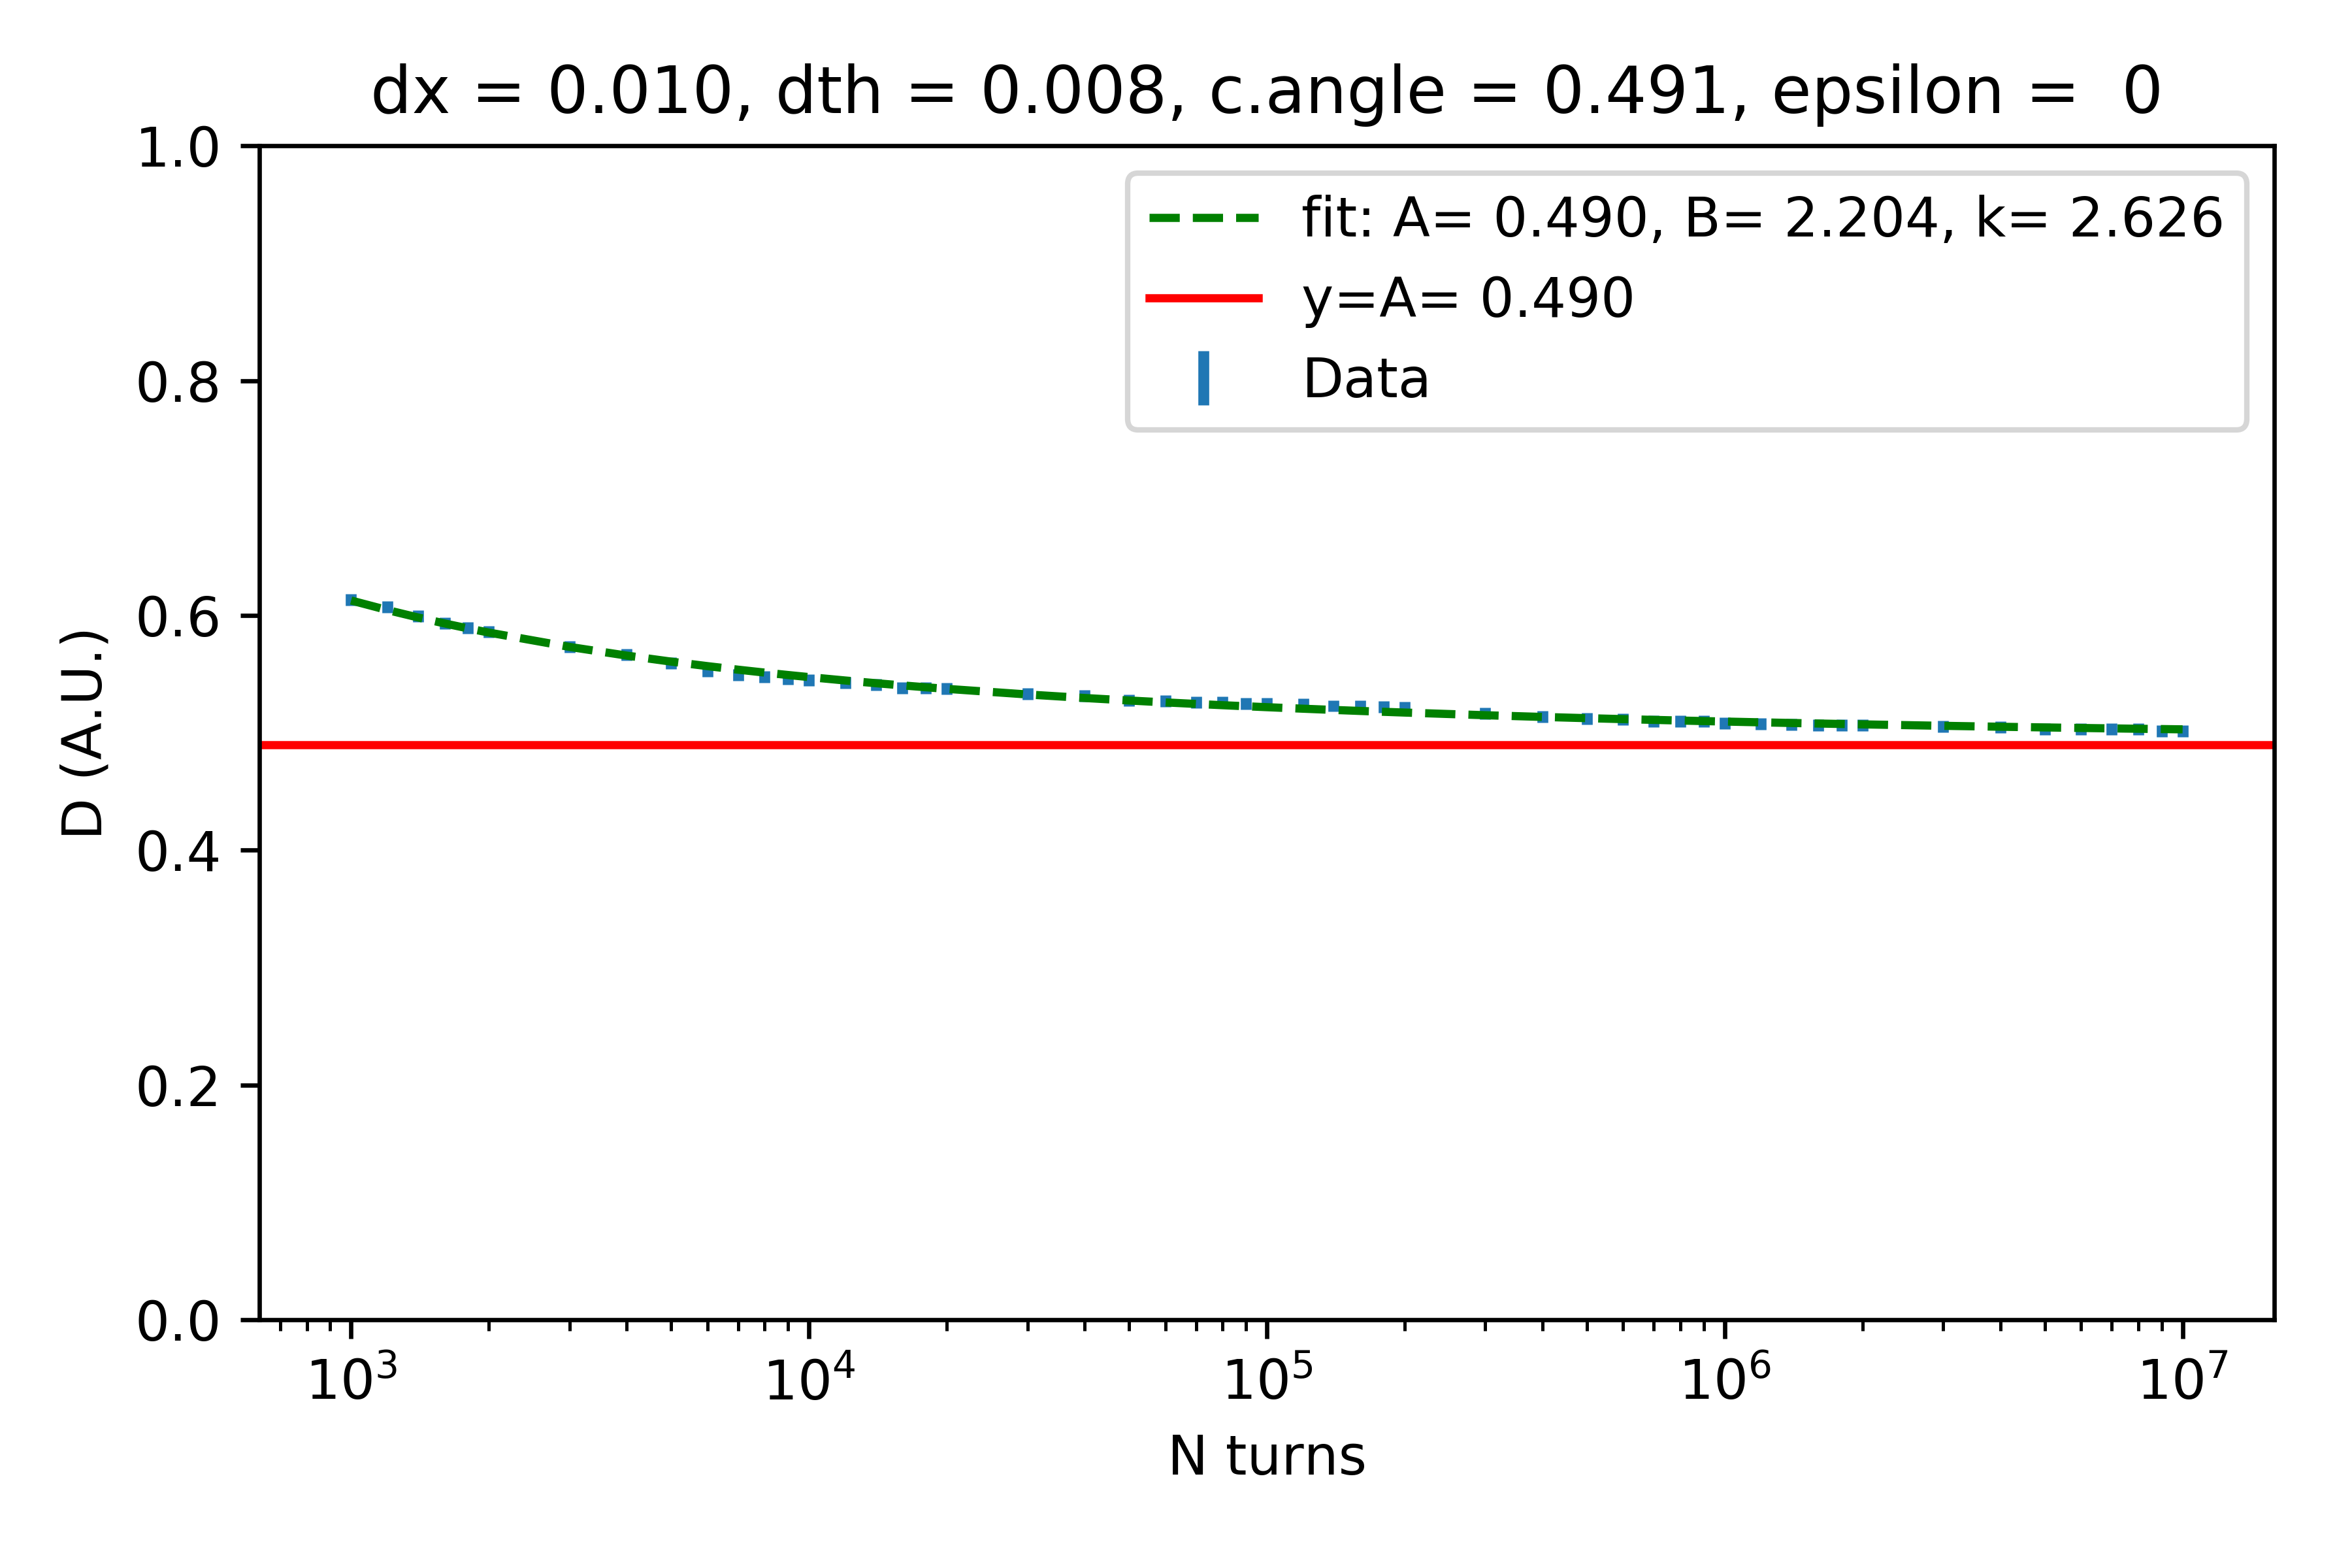 dx = 0.010, dth = 0.008, c.angle = 0.491, epsilon =  0
1.0
0.8
0.6
0.4
0.2
0.0
D (A.U.)
fit: A= 0.490, B= 2.204, k= 2.626
y=A= 0.490
Data
10³ 10⁴ 10⁵ 10⁶ 10⁷
N turns